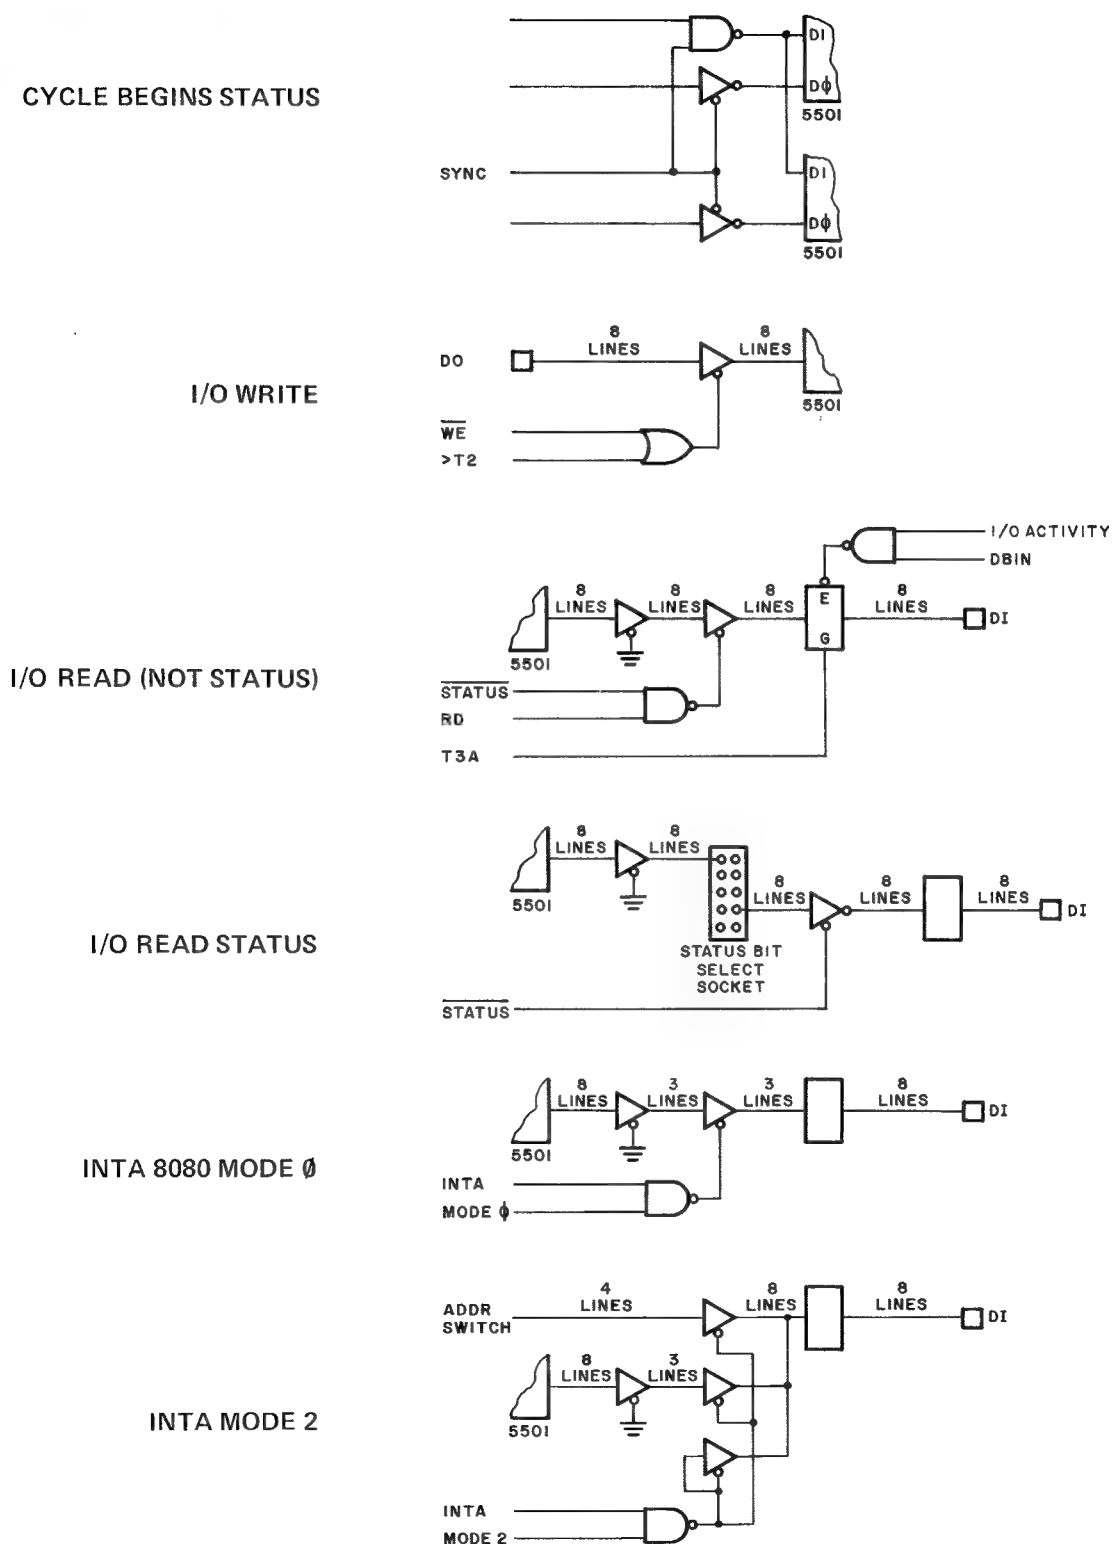 CYCLE BEGINS STATUS
DI
Dϕ
5501
SYNC
DI
Dϕ
5501
I/O WRITE
DO
8
LINES
8
LINES
5501
WE
>T2
I/O READ (NOT STATUS)
I/O ACTIVITY
DBIN
8
LINES
8
LINES
8
LINES
E
G
8
LINES
DI
5501
STATUS
RD
T3A
I/O READ STATUS
8
LINES
8
LINES
5501
8
LINES
8
LINES
8
LINES
DI
STATUS BIT
SELECT
SOCKET
STATUS
INTA 8080 MODE Ø
8
LINES
3
LINES
3
LINES
8
LINES
DI
5501
INTA
MODE ϕ
INTA MODE 2
ADDR
SWITCH
4
LINES
8
LINES
8
LINES
DI
8
LINES
3
LINES
5501
INTA
MODE 2